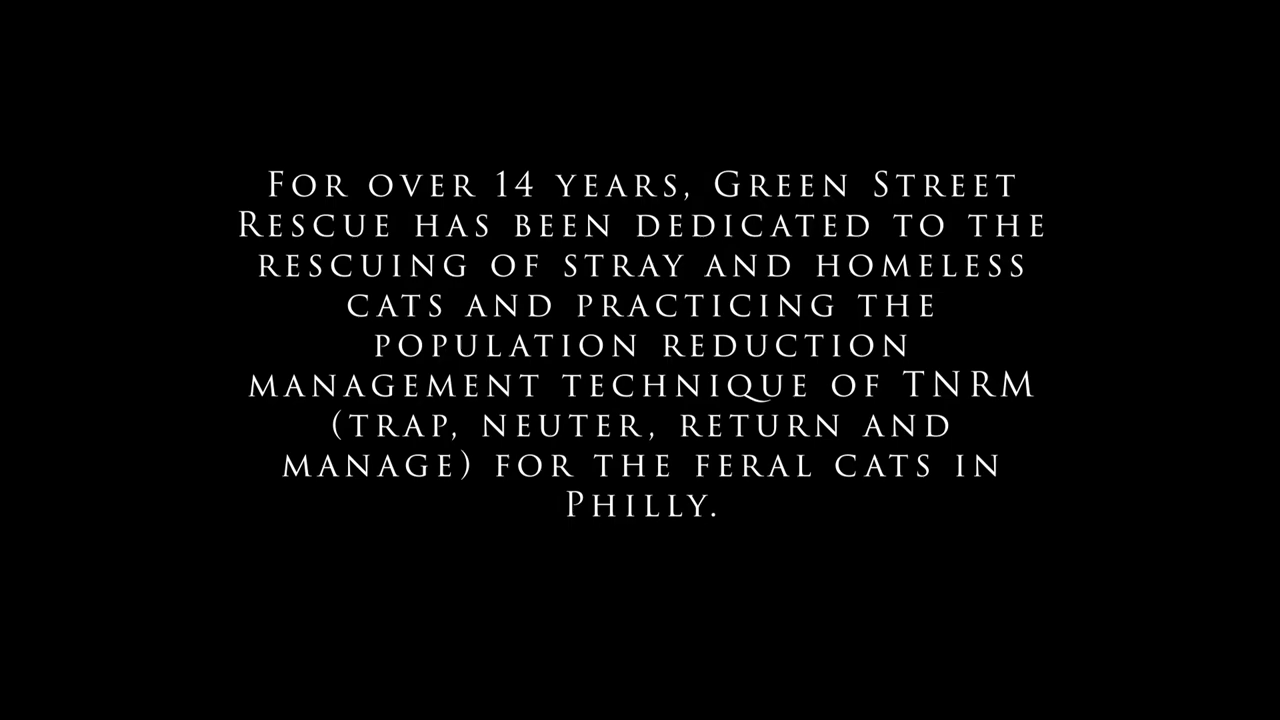 For over 14 years, Green Street
Rescue has been dedicated to the
rescuing of stray and homeless
cats and practicing the
population reduction
management technique of TNRM
(trap, neuter, return and
manage) for the feral cats in
Philly.